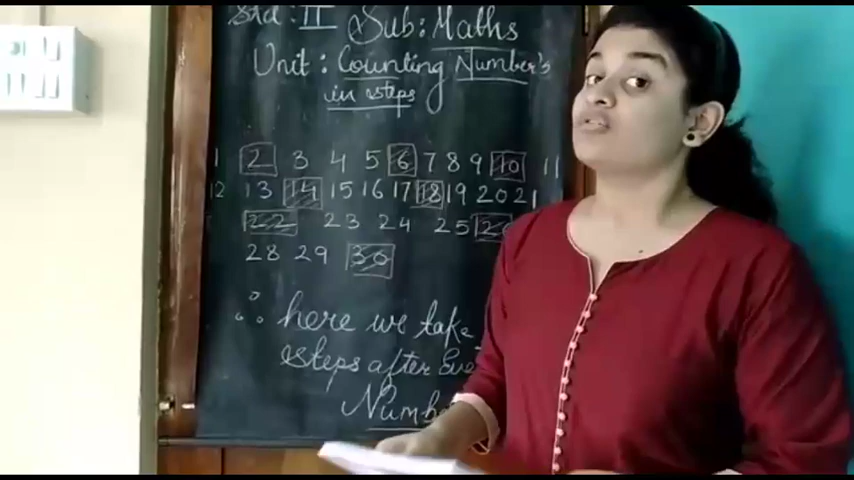 Std : II Sub: Maths
Unit : Counting Number's
in steps
1 2 3 4 5 6 7 8 9 10 11
12 13 14 15 16 17 18 19 20 21
22 23 24 25
28 29 30
∴ here we take
steps after